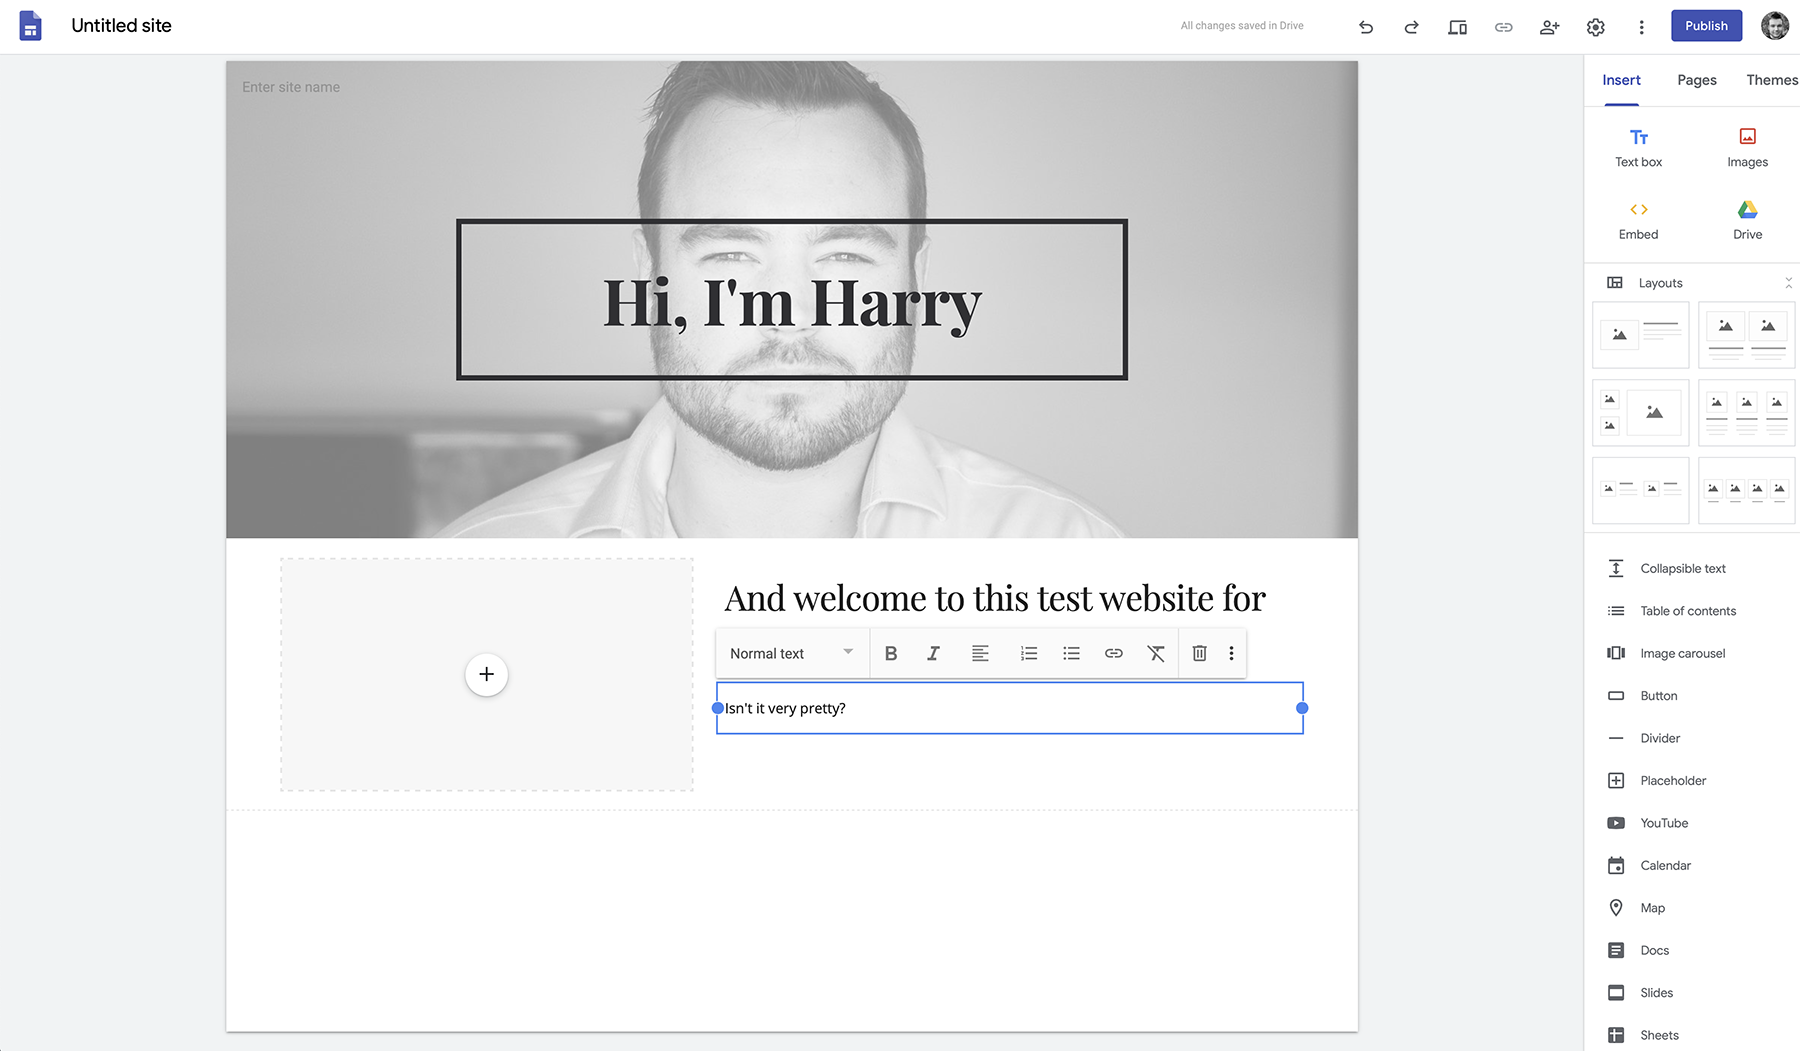 Untitled site
All changes saved in Drive
Publish
Enter site name
Hi, I'm Harry
And welcome to this test website for
Normal text
Isn't it very pretty?
Insert Pages Themes
Text box Images
Embed Drive
Layouts
Collapsible text
Table of contents
Image carousel
Button
Divider
Placeholder
YouTube
Calendar
Map
Docs
Slides
Sheets